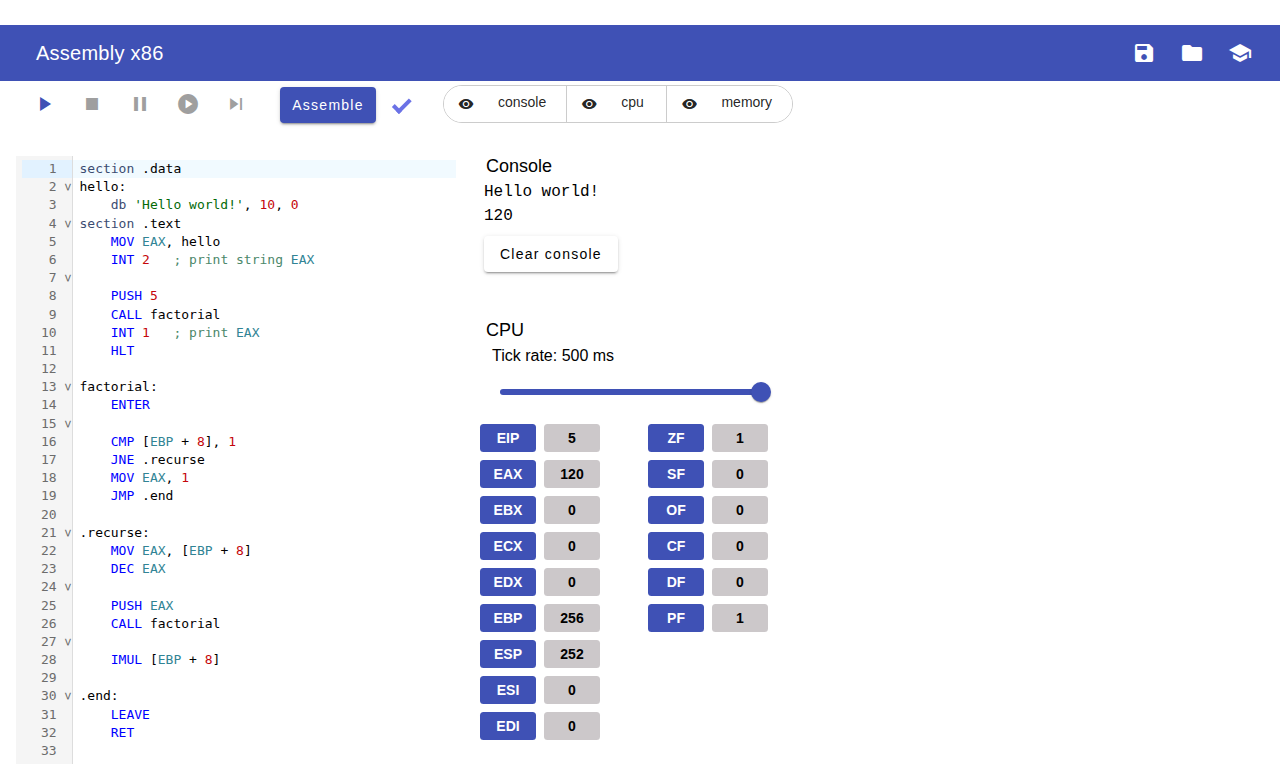 Assembly x86
Assemble
console
cpu
memory
1 section .data
2 hello:
3 db 'Hello world!', 10, 0
4 section .text
5 MOV EAX, hello
6 INT 2 ; print string EAX
7
8 PUSH 5
9 CALL factorial
10 INT 1 ; print EAX
11 HLT
12
13 factorial:
14 ENTER
15
16 CMP [EBP + 8], 1
17 JNE .recurse
18 MOV EAX, 1
19 JMP .end
20
21 .recurse:
22 MOV EAX, [EBP + 8]
23 DEC EAX
24
25 PUSH EAX
26 CALL factorial
27
28 IMUL [EBP + 8]
29
30 .end:
31 LEAVE
32 RET
33
Console
Hello world!
120
Clear console
CPU
Tick rate: 500 ms
EIP 5 ZF 1
EAX 120 SF 0
EBX 0 OF 0
ECX 0 CF 0
EDX 0 DF 0
EBP 256 PF 1
ESP 252
ESI 0
EDI 0